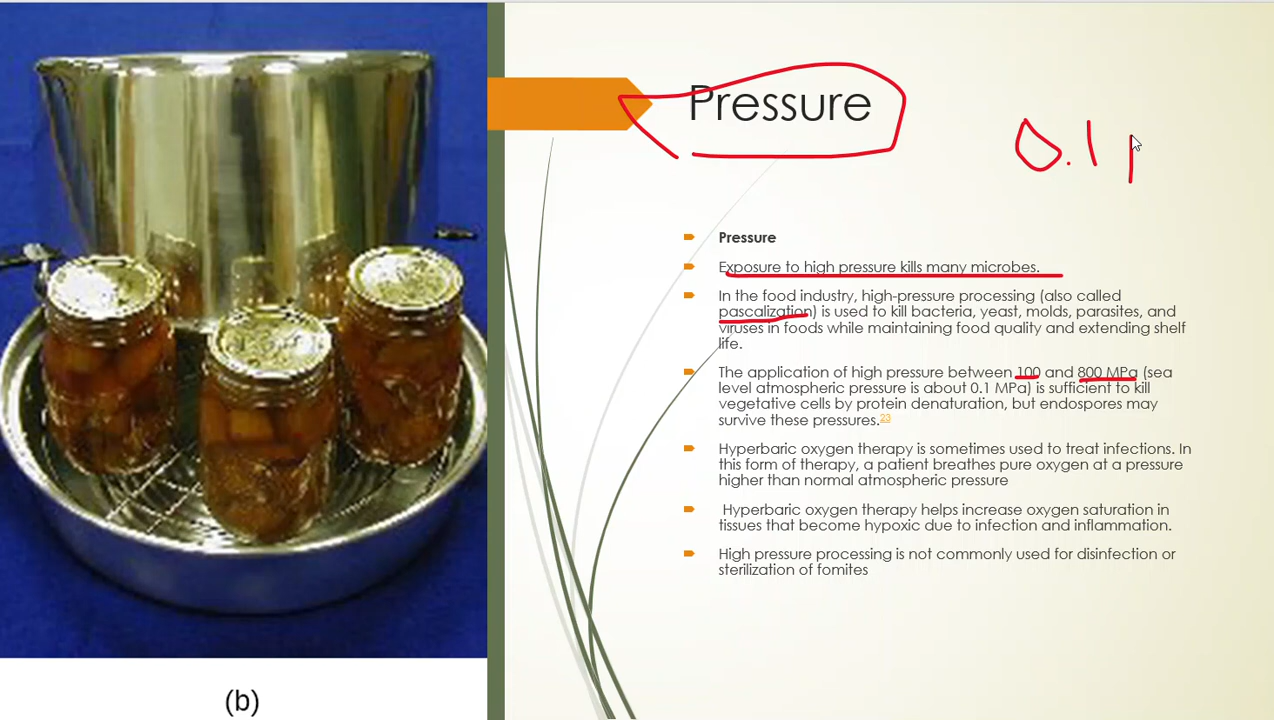 Pressure
0.1
Pressure
Exposure to high pressure kills many microbes.
In the food industry, high-pressure processing (also called
pascalization) is used to kill bacteria, yeast, molds, parasites, and
viruses in foods while maintaining food quality and extending shelf
life.
The application of high pressure between 100 and 800 MPa (sea
level atmospheric pressure is about 0.1 MPa) is sufficient to kill
vegetative cells by protein denaturation, but endospores may
survive these pressures.23
Hyperbaric oxygen therapy is sometimes used to treat infections. In
this form of therapy, a patient breathes pure oxygen at a pressure
higher than normal atmospheric pressure
Hyperbaric oxygen therapy helps increase oxygen saturation in
tissues that become hypoxic due to infection and inflammation.
High pressure processing is not commonly used for disinfection or
sterilization of fomites
(b)